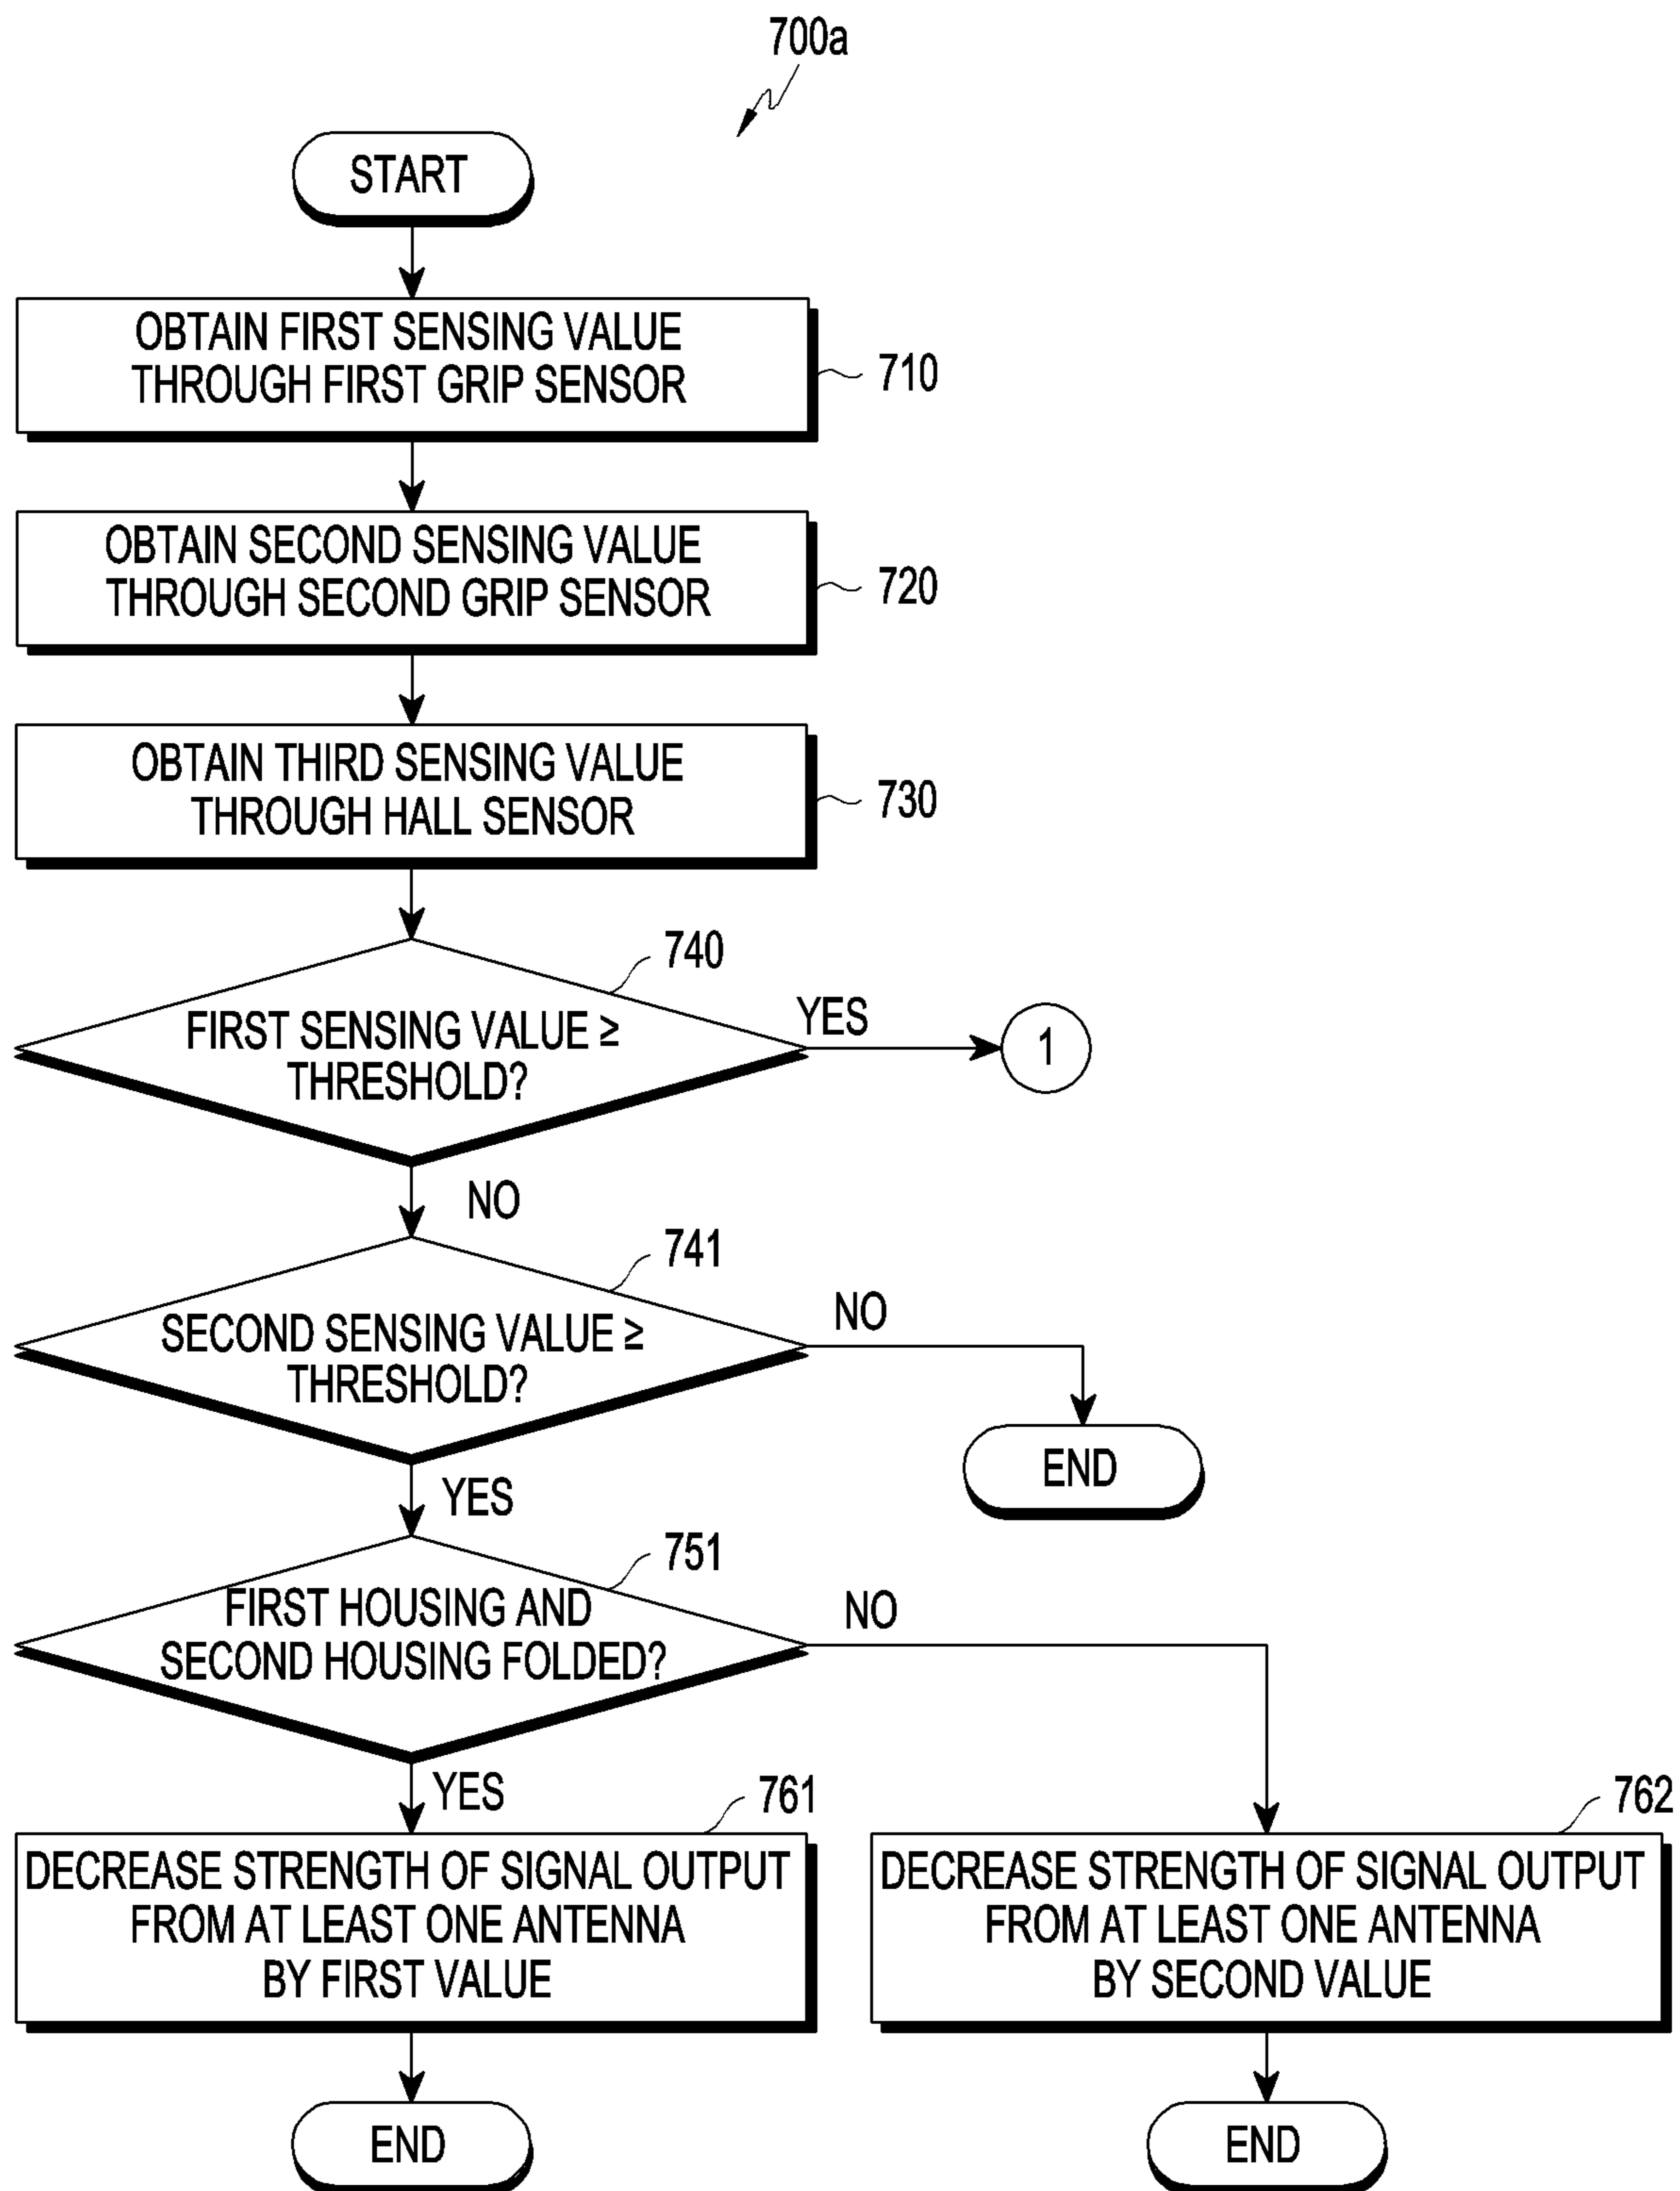 700a
START
OBTAIN FIRST SENSING VALUE
THROUGH FIRST GRIP SENSOR
710
OBTAIN SECOND SENSING VALUE
THROUGH SECOND GRIP SENSOR
720
OBTAIN THIRD SENSING VALUE
THROUGH HALL SENSOR
730
740
FIRST SENSING VALUE ≥
THRESHOLD?
YES
1
NO
741
SECOND SENSING VALUE ≥
THRESHOLD?
NO
END
YES
751
FIRST HOUSING AND
SECOND HOUSING FOLDED?
NO
YES
761
DECREASE STRENGTH OF SIGNAL OUTPUT
FROM AT LEAST ONE ANTENNA
BY FIRST VALUE
END
762
DECREASE STRENGTH OF SIGNAL OUTPUT
FROM AT LEAST ONE ANTENNA
BY SECOND VALUE
END